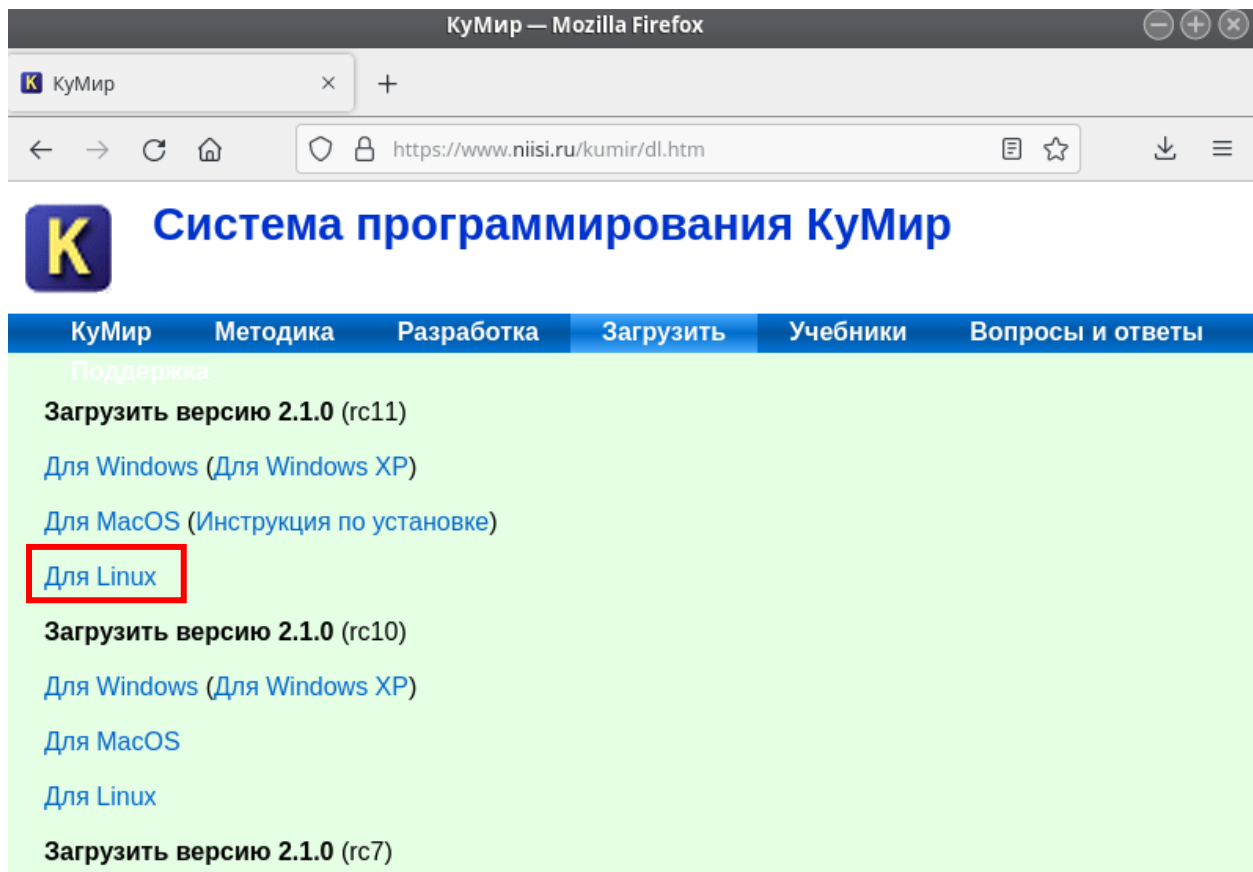 КуМир — Mozilla Firefox
КуМир
https://www.niisi.ru/kumir/dl.htm
K
Система программирования КуМир
КуМир Методика Разработка Загрузить Учебники Вопросы и ответы
Поддержка
Загрузить версию 2.1.0 (rc11)
Для Windows (Для Windows XP)
Для MacOS (Инструкция по установке)
Для Linux
Загрузить версию 2.1.0 (rc10)
Для Windows (Для Windows XP)
Для MacOS
Для Linux
Загрузить версию 2.1.0 (rc7)